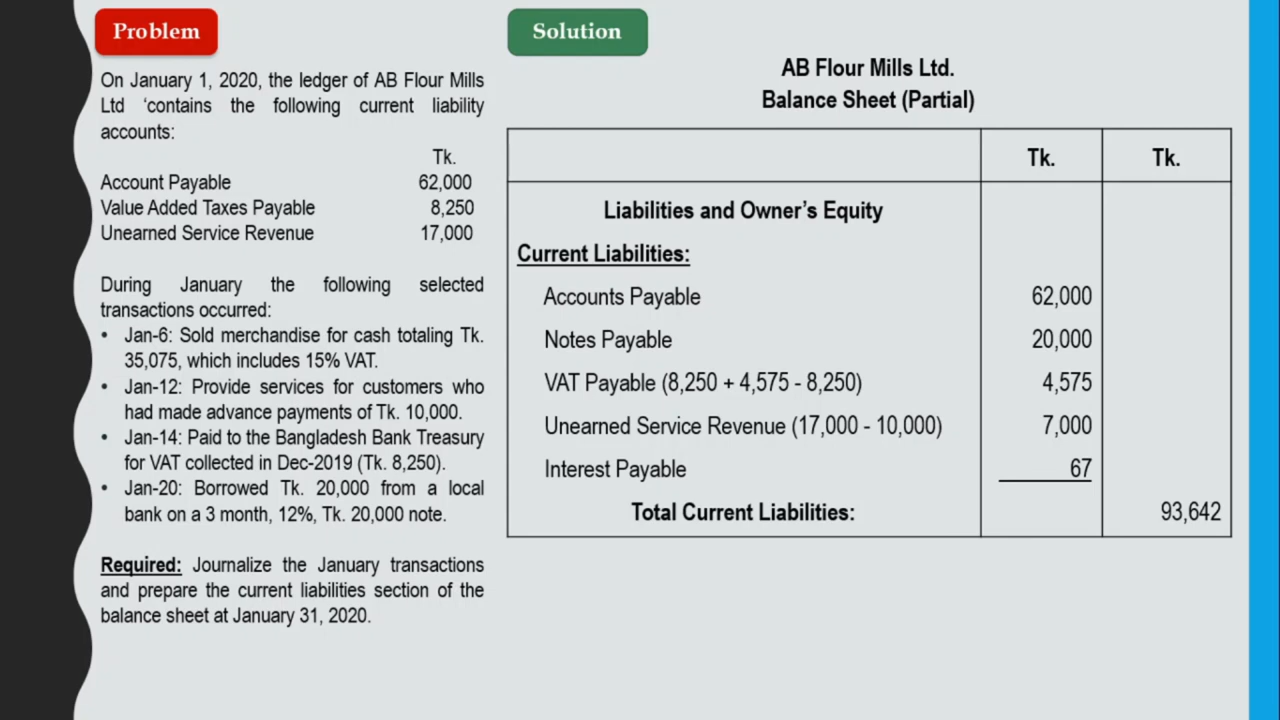 Problem
On January 1, 2020, the ledger of AB Flour Mills
Ltd ‘contains the following current liability
accounts:
Tk.
Account Payable 62,000
Value Added Taxes Payable 8,250
Unearned Service Revenue 17,000
During January the following selected
transactions occurred:
• Jan-6: Sold merchandise for cash totaling Tk.
35,075, which includes 15% VAT.
• Jan-12: Provide services for customers who
had made advance payments of Tk. 10,000.
• Jan-14: Paid to the Bangladesh Bank Treasury
for VAT collected in Dec-2019 (Tk. 8,250).
• Jan-20: Borrowed Tk. 20,000 from a local
bank on a 3 month, 12%, Tk. 20,000 note.
Required: Journalize the January transactions
and prepare the current liabilities section of the
balance sheet at January 31, 2020.
Solution
AB Flour Mills Ltd.
Balance Sheet (Partial)
Tk. Tk.
Liabilities and Owner’s Equity
Current Liabilities:
Accounts Payable 62,000
Notes Payable 20,000
VAT Payable (8,250 + 4,575 - 8,250) 4,575
Unearned Service Revenue (17,000 - 10,000) 7,000
Interest Payable 67
Total Current Liabilities: 93,642